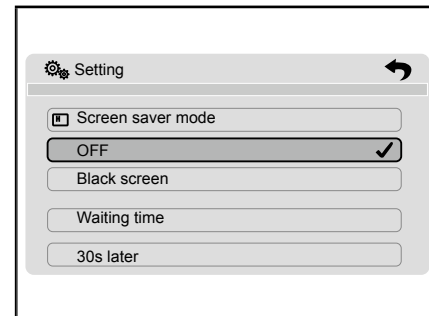 Setting
Screen saver mode
OFF
Black screen
Waiting time
30s later